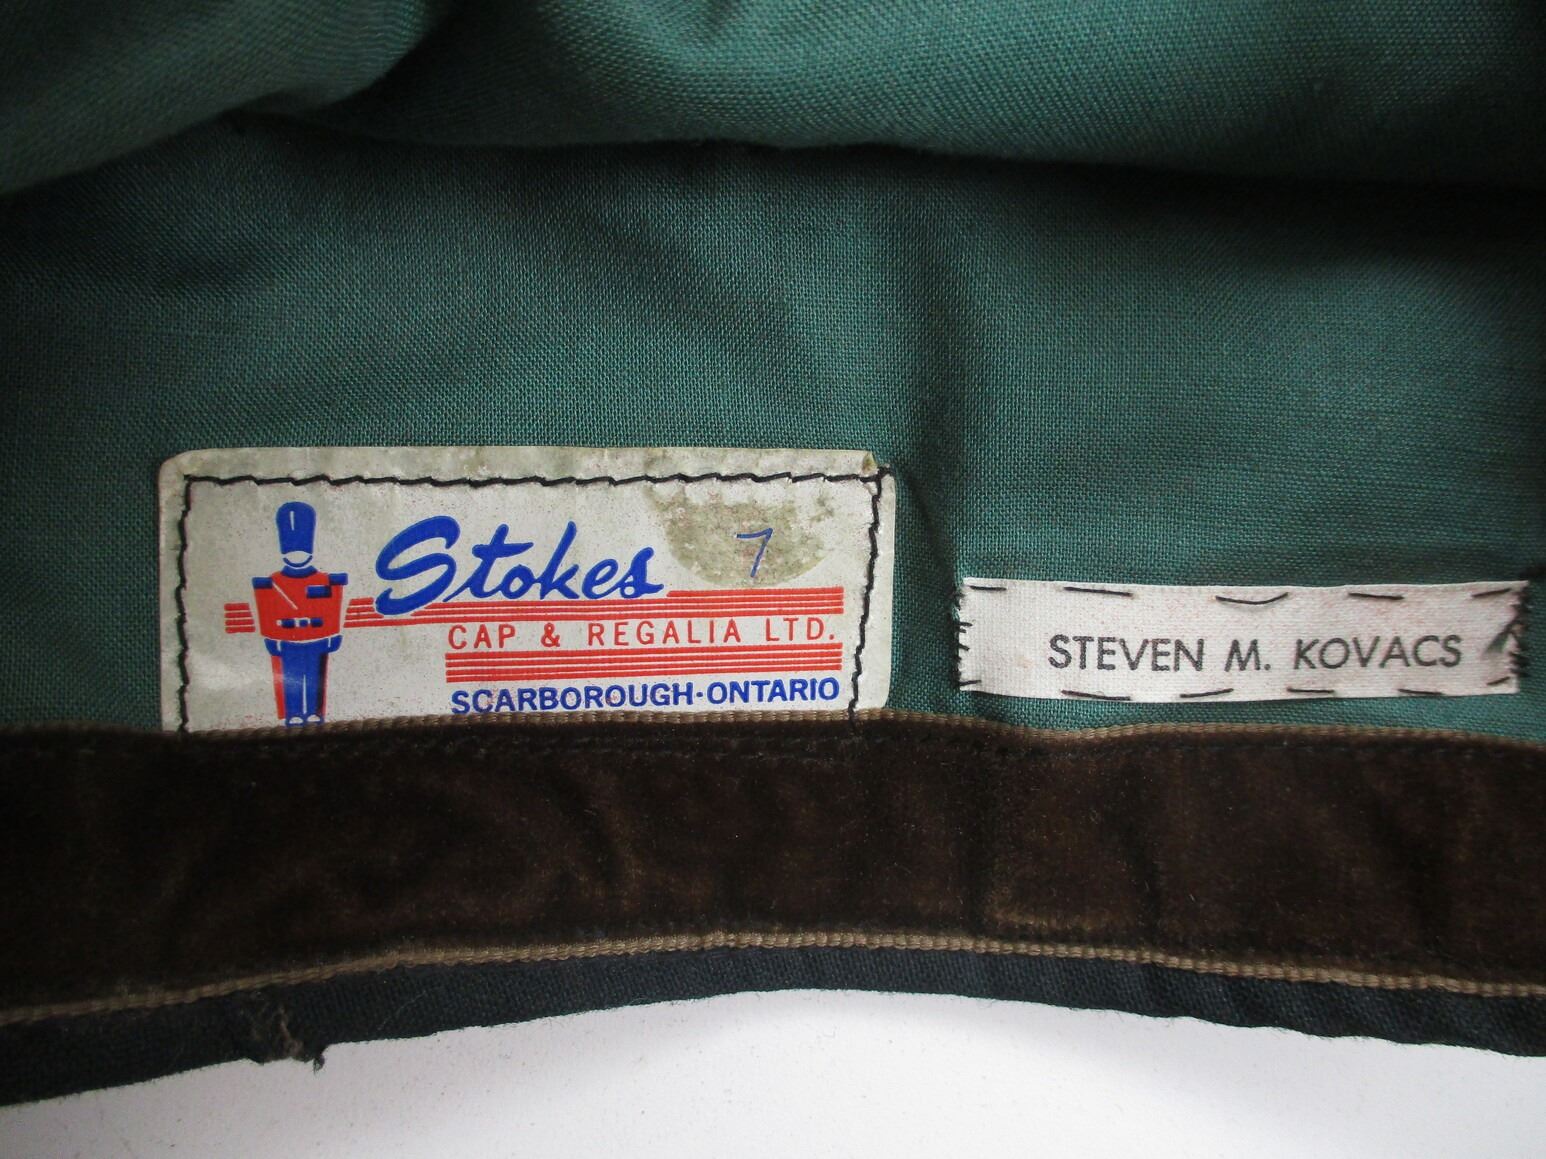 Stokes
7
CAP & REGALIA LTD.
SCARBOROUGH-ONTARIO
STEVEN M. KOVACS